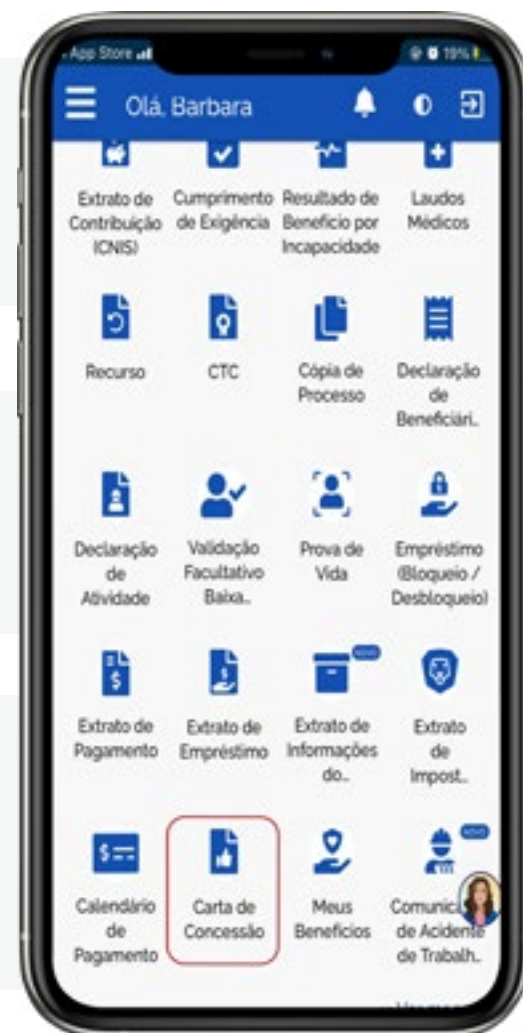 App Store
19%
Olá, Barbara
Extrato de Cumprimento Resultado de Laudos
Contribuição de Exigência Benefício por Médicos
(CNIS) Incapacidade
Recurso CTC Cópia de Declaração
Processo de
Beneficiári...
Declaração Validação Prova de Empréstimo
de Facultativo Vida (Bloqueio /
Atividade Baixa... Desbloqueio)
NOVO
Extrato de Extrato de Extrato de Extrato
Pagamento Empréstimo Informações de
do... Impost...
NOVO
Calendário Carta de Meus
de Concessão Benefícios de Acidente
Pagamento de Trabalh...